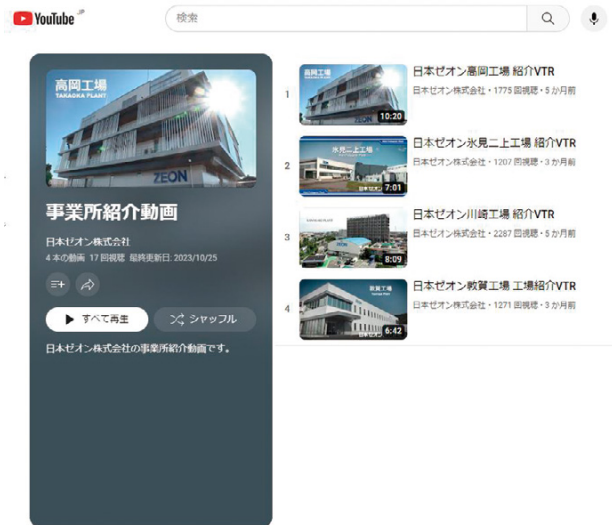 YouTube JP
検索
高岡工場
TAKAOKA PLANT
ZEON
事業所紹介動画
日本ゼオン株式会社
4 本の動画 17 回視聴 最終更新日: 2023/10/25
すべて再生
シャッフル
日本ゼオン株式会社の事業所紹介動画です。
1
高岡工場
10:20
日本ゼオン高岡工場 紹介VTR
日本ゼオン株式会社・1775 回視聴・5 か月前
2
氷見二上工場
7:01
日本ゼオン氷見二上工場 紹介VTR
日本ゼオン株式会社・1207 回視聴・3 か月前
3
8:09
日本ゼオン川崎工場 紹介VTR
日本ゼオン株式会社・2287 回視聴・5 か月前
4
敦賀工場
6:42
日本ゼオン敦賀工場 工場紹介VTR
日本ゼオン株式会社・1271 回視聴・3 か月前